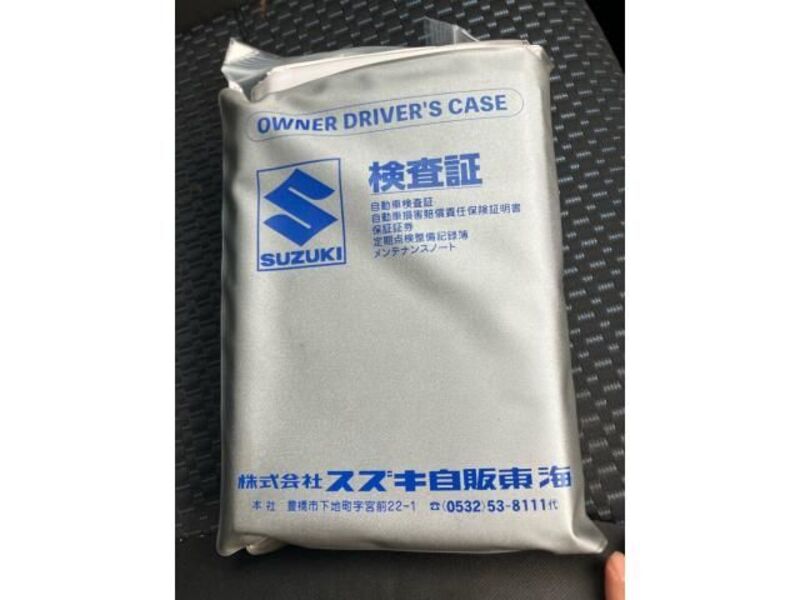 OWNER DRIVER'S CASE
SUZUKI
検査証
自動車検査証
自動車損害賠償責任保険証明書
保証証券
定期点検整備記録簿
メンテナンスノート
株式会社 スズキ自販東海
本社 豊橋市下地町字宮前22-1 ☎(0532)53-8111代